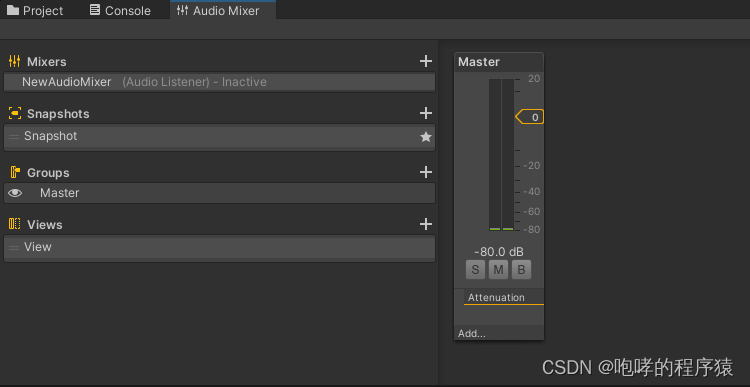 Project Console Audio Mixer
Mixers
NewAudioMixer (Audio Listener) - Inactive
Snapshots
Snapshot
Groups
Master
Views
View
Master
20
0
-20
-40
-60
-80
-80.0 dB
S M B
Attenuation
Add...
CSDN @咆哮的程序猿